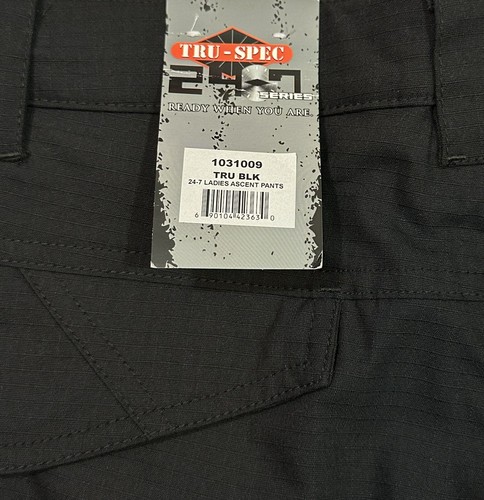 TRU-SPEC
24-7
SERIES
READY WHEN YOU ARE
1031009
TRU BLK
24-7 LADIES ASCENT PANTS
6 90104 42363 0